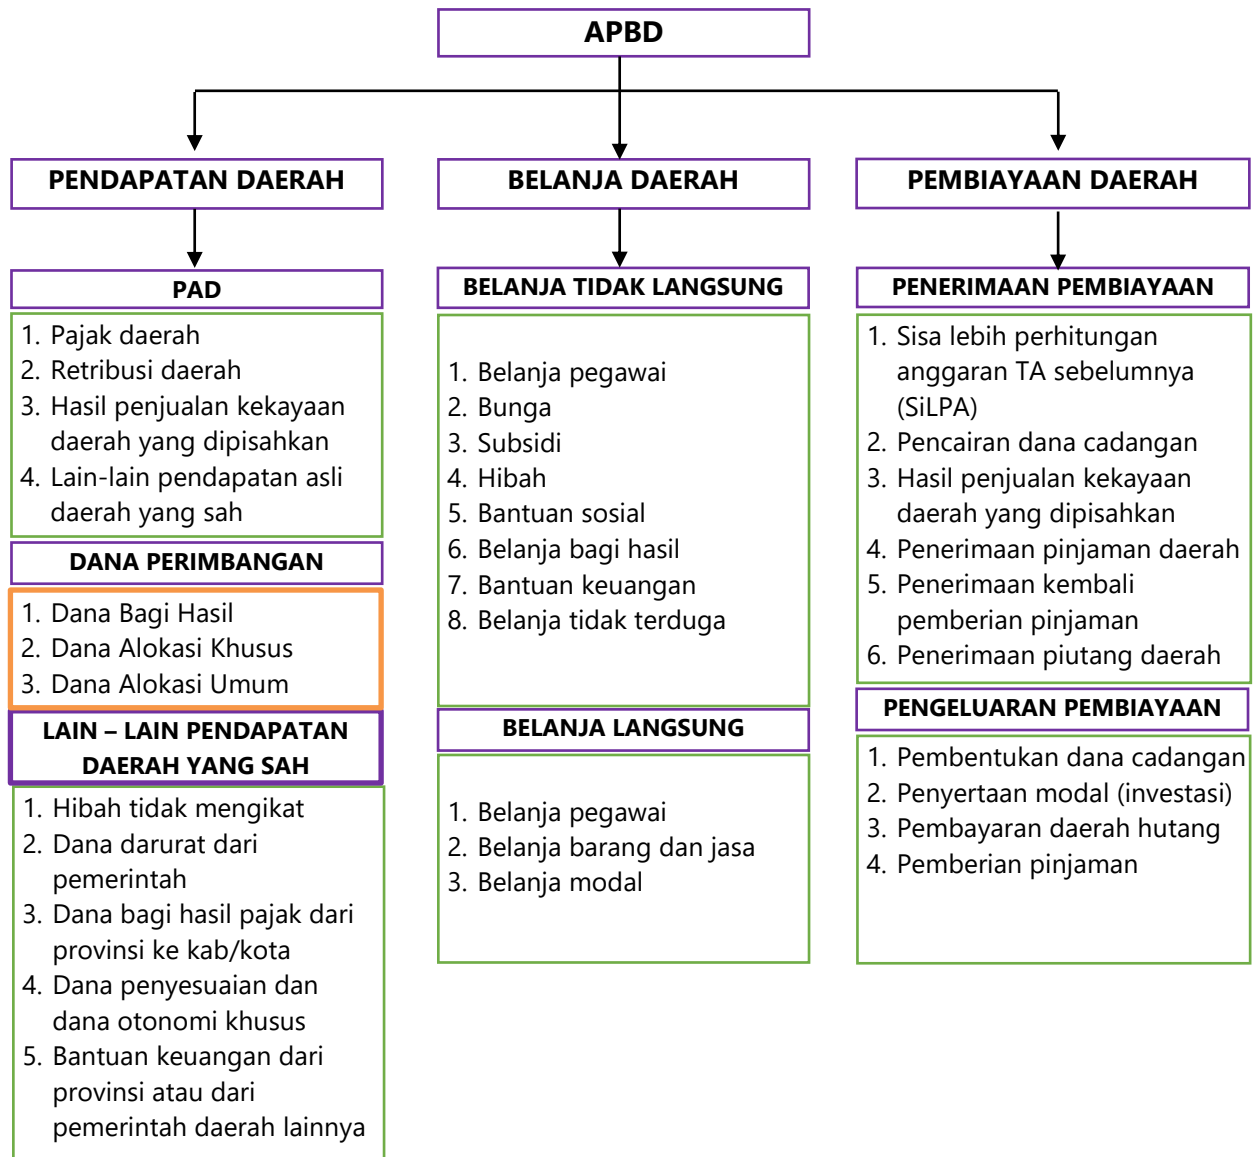 APBD
PENDAPATAN DAERAH
PAD
1. Pajak daerah
2. Retribusi daerah
3. Hasil penjualan kekayaan
daerah yang dipisahkan
4. Lain-lain pendapatan asli
daerah yang sah
DANA PERIMBANGAN
1. Dana Bagi Hasil
2. Dana Alokasi Khusus
3. Dana Alokasi Umum
LAIN – LAIN PENDAPATAN
DAERAH YANG SAH
1. Hibah tidak mengikat
2. Dana darurat dari
pemerintah
3. Dana bagi hasil pajak dari
provinsi ke kab/kota
4. Dana penyesuaian dan
dana otonomi khusus
5. Bantuan keuangan dari
provinsi atau dari
pemerintah daerah lainnya
BELANJA DAERAH
BELANJA TIDAK LANGSUNG
1. Belanja pegawai
2. Bunga
3. Subsidi
4. Hibah
5. Bantuan sosial
6. Belanja bagi hasil
7. Bantuan keuangan
8. Belanja tidak terduga
BELANJA LANGSUNG
1. Belanja pegawai
2. Belanja barang dan jasa
3. Belanja modal
PEMBIAYAAN DAERAH
PENERIMAAN PEMBIAYAAN
1. Sisa lebih perhitungan
anggaran TA sebelumnya
(SiLPA)
2. Pencairan dana cadangan
3. Hasil penjualan kekayaan
daerah yang dipisahkan
4. Penerimaan pinjaman daerah
5. Penerimaan kembali
pemberian pinjaman
6. Penerimaan piutang daerah
PENGELUARAN PEMBIAYAAN
1. Pembentukan dana cadangan
2. Penyertaan modal (investasi)
3. Pembayaran daerah hutang
4. Pemberian pinjaman